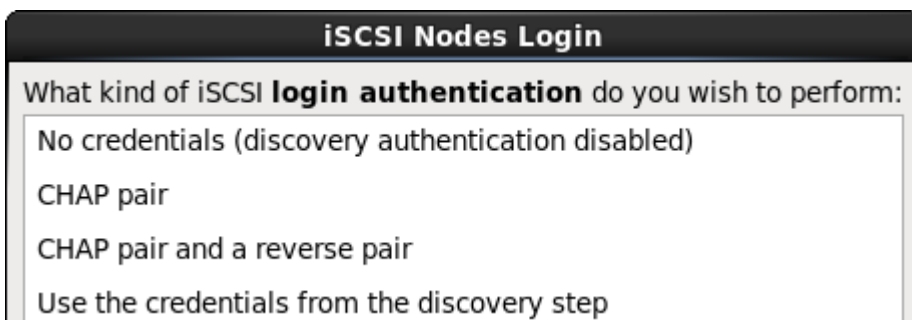 iSCSI Nodes Login
What kind of iSCSI login authentication do you wish to perform:
No credentials (discovery authentication disabled)
CHAP pair
CHAP pair and a reverse pair
Use the credentials from the discovery step